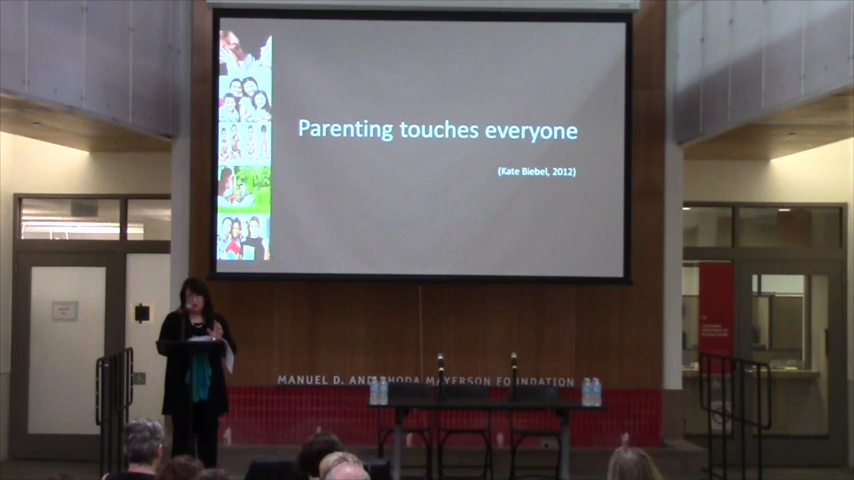 Parenting touches everyone
(Kate Biebel, 2012)
MANUEL D. AND RHODA MAYERSON FOUNDATION